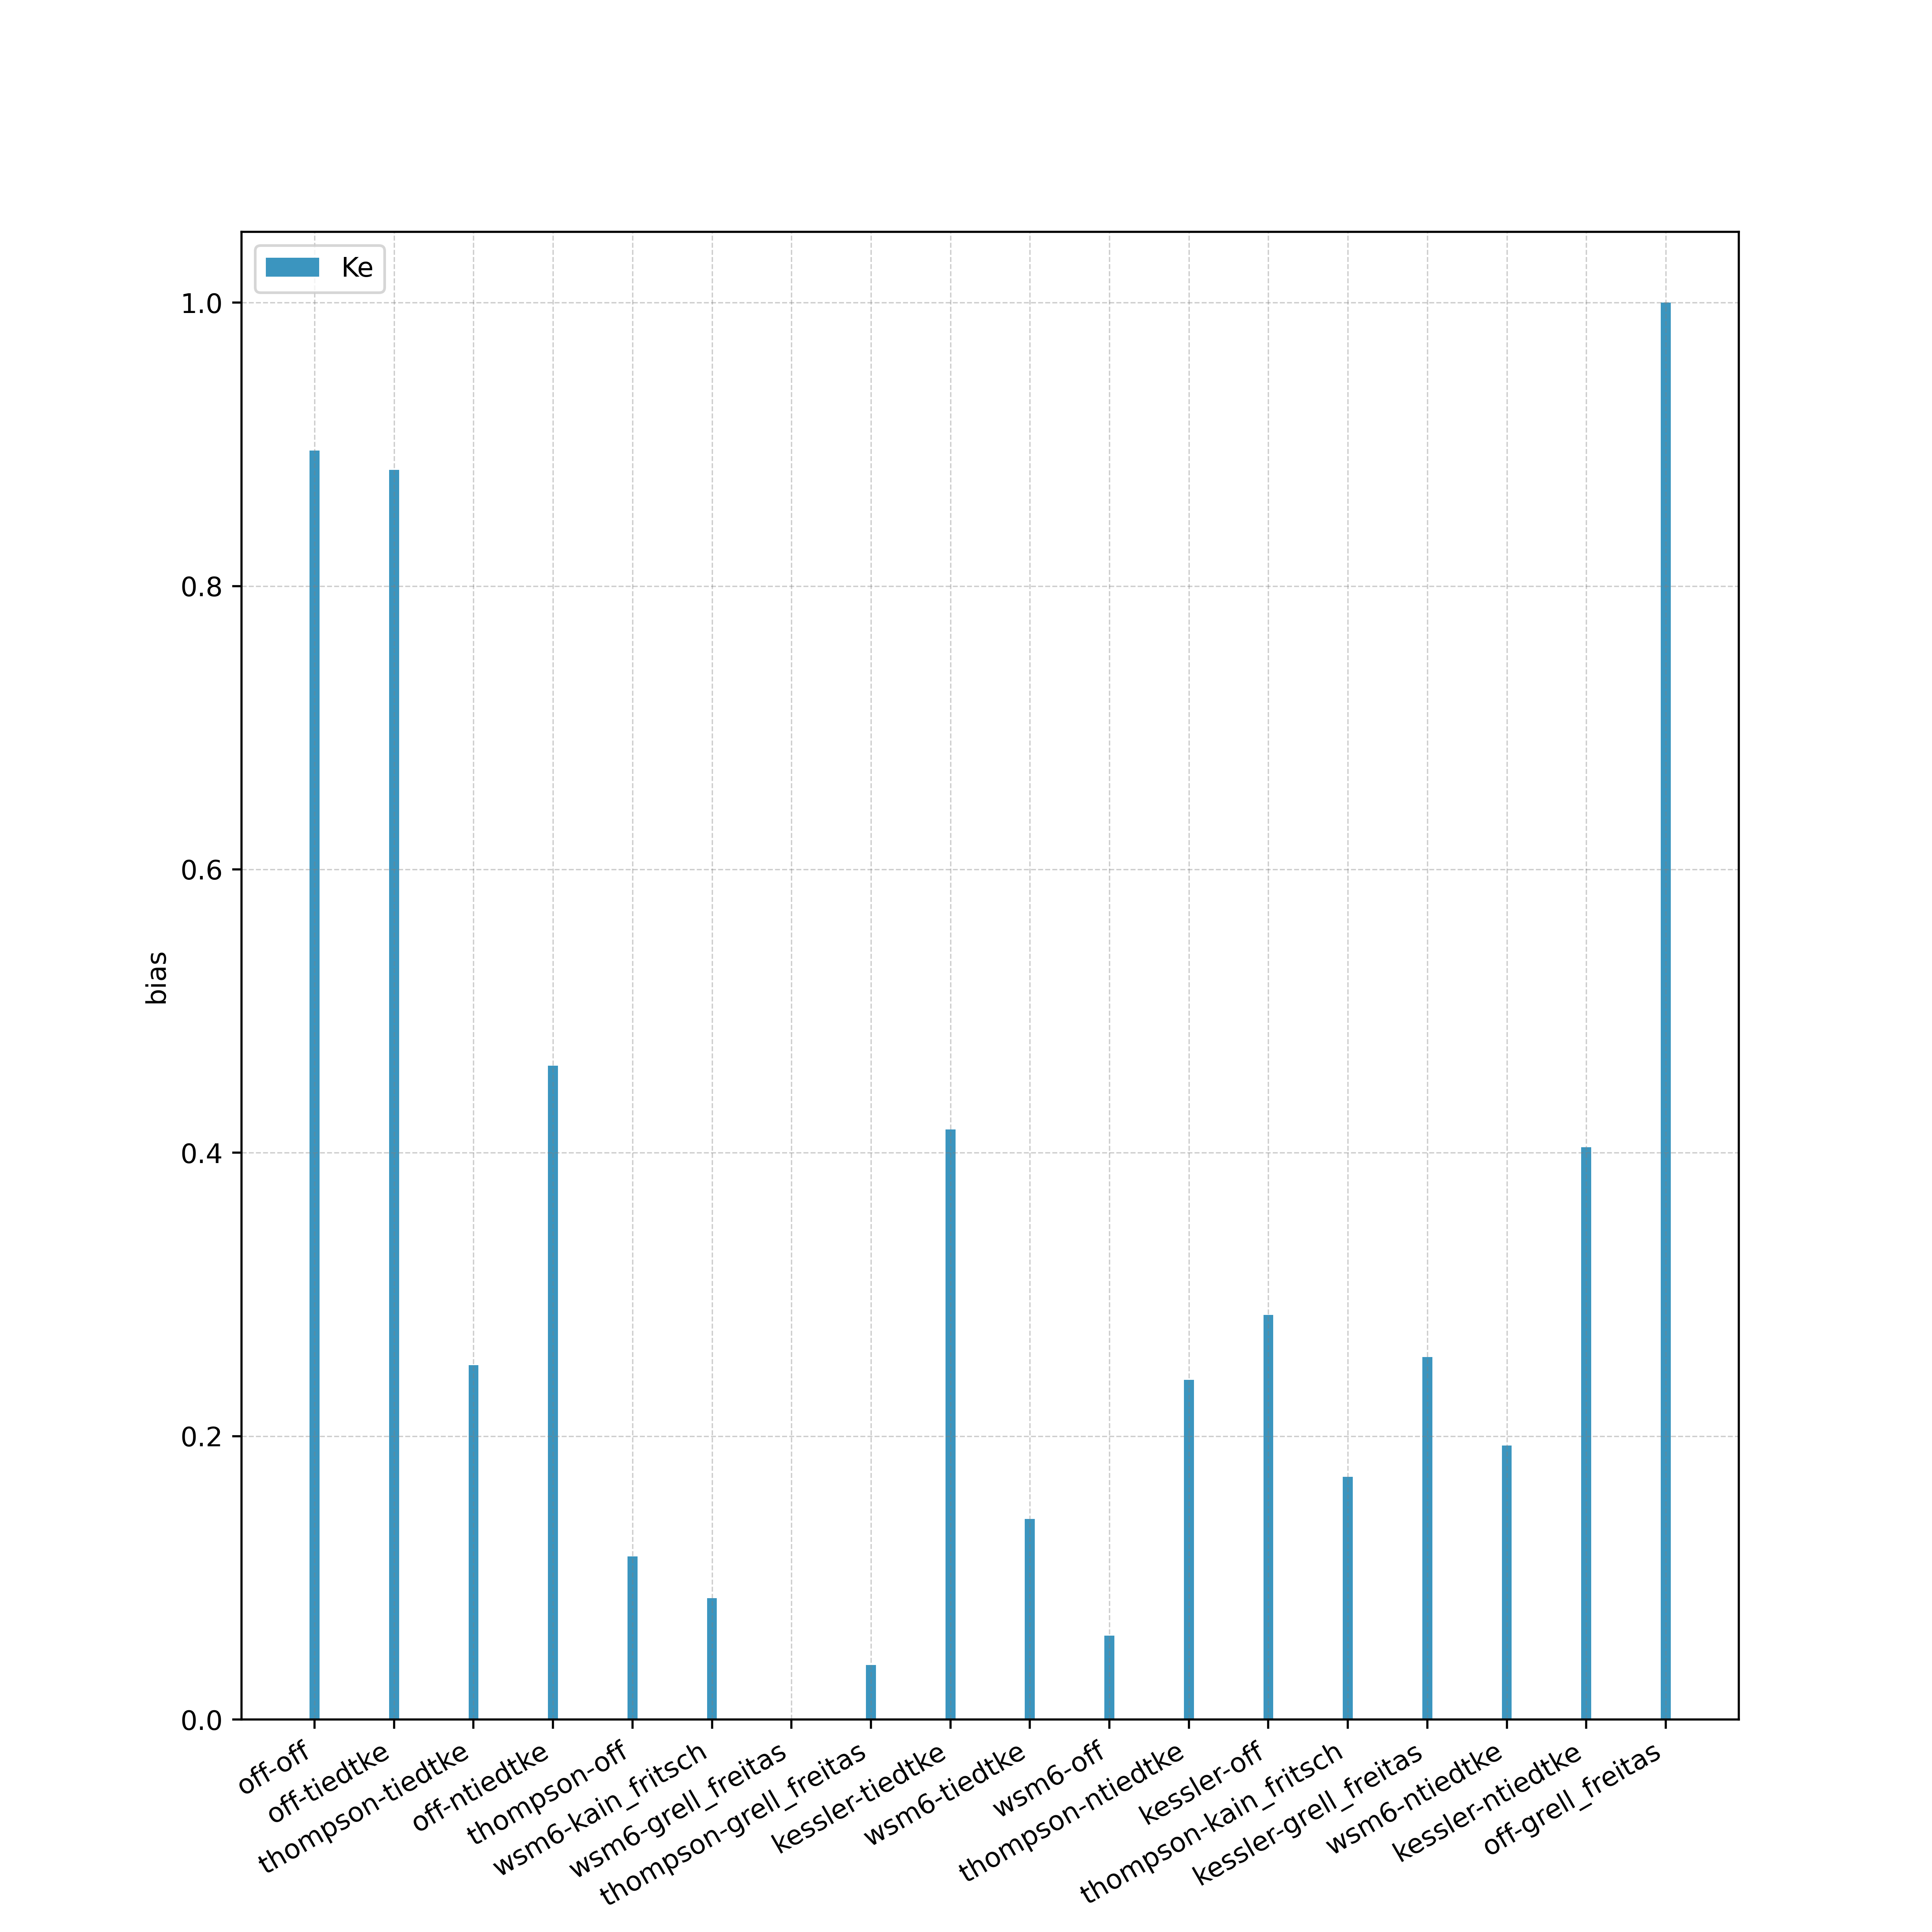 Ke
1.0
0.8
0.6
0.4
0.2
0.0
bias
off-off
off-tiedtke
thompson-tiedtke
off-ntiedtke
thompson-off
wsm6-kain_fritsch
wsm6-grell_freitas
thompson-grell_freitas
kessler-tiedtke
wsm6-tiedtke
wsm6-off
thompson-ntiedtke
kessler-off
thompson-kain_fritsch
kessler-grell_freitas
wsm6-ntiedtke
kessler-ntiedtke
off-grell_freitas